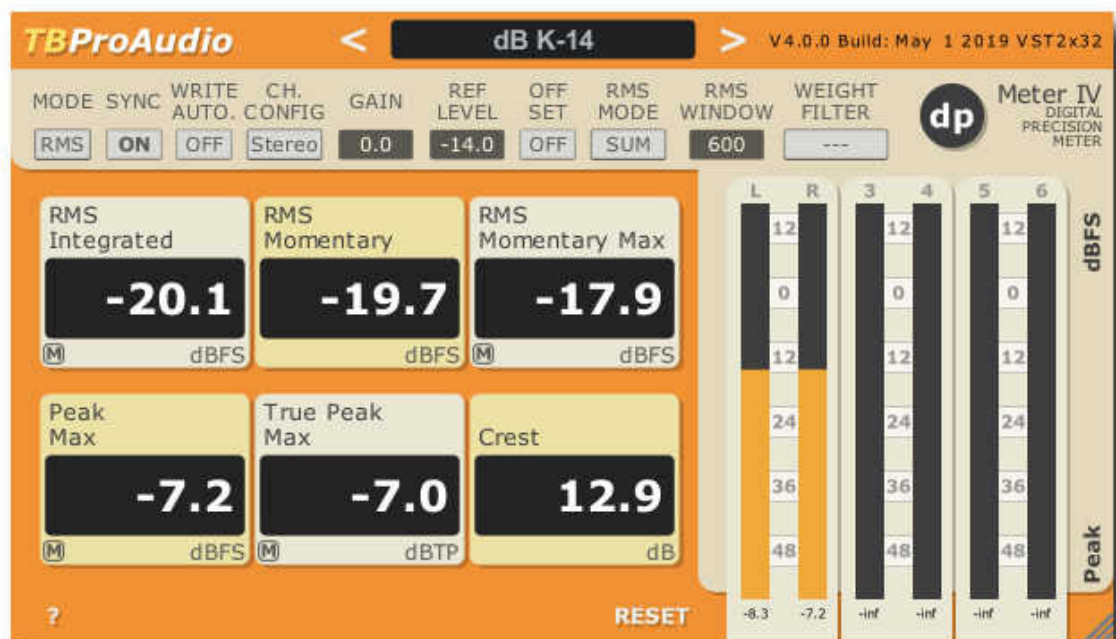 TBProAudio < dB K-14 > V4.0.0 Build: May 1 2019 VST2x32
MODE SYNC WRITE AUTO. CH. CONFIG GAIN REF LEVEL OFF SET RMS MODE RMS WINDOW WEIGHT FILTER
RMS ON OFF Stereo 0.0 -14.0 OFF SUM 600 ---
dp
Meter IV
DIGITAL
PRECISION
METER
RMS
Integrated
-20.1
M dBFS
RMS
Momentary
-19.7
dBFS
RMS
Momentary Max
-17.9
M dBFS
Peak
Max
-7.2
M dBFS
True Peak
Max
-7.0
M dBTP
Crest
12.9
dB
? RESET
L R 3 4 5 6
12 12 12
0 0 0
12 12 12
24 24 24
36 36 36
48 48 48
-8.3 -7.2 -inf -inf -inf -inf
dBFS
Peak